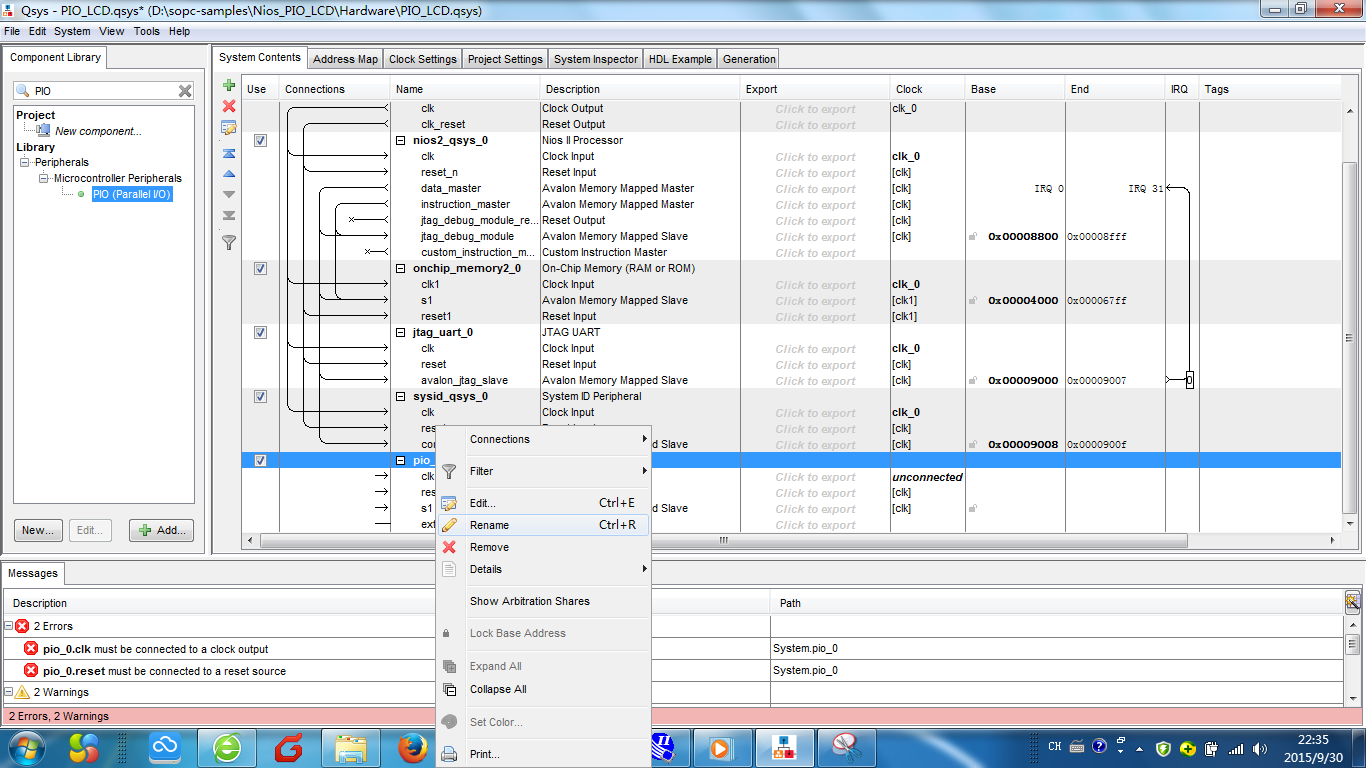 Qsys - PIO_LCD.qsys* (D:\sopc-samples\Nios_PIO_LCD\Hardware\PIO_LCD.qsys)
File Edit System View Tools Help
Component Library
System Contents Address Map Clock Settings Project Settings System Inspector HDL Example Generation
PIO
Project
New component...
Library
Peripherals
Microcontroller Peripherals
PIO (Parallel I/O)
New... Edit... Add...
Use Connections Name Description Export Clock Base End IRQ Tags
clk Clock Output Click to export clk_0
clk_reset Reset Output Click to export
nios2_qsys_0 Nios II Processor
clk Clock Input Click to export clk_0
reset_n Reset Input Click to export [clk]
data_master Avalon Memory Mapped Master Click to export [clk] IRQ 0 IRQ 31
instruction_master Avalon Memory Mapped Master Click to export [clk]
jtag_debug_module_re... Reset Output Click to export [clk]
jtag_debug_module Avalon Memory Mapped Slave Click to export [clk] 0x00008800 0x00008fff
custom_instruction_m... Custom Instruction Master Click to export
onchip_memory2_0 On-Chip Memory (RAM or ROM)
clk1 Clock Input Click to export clk_0
s1 Avalon Memory Mapped Slave Click to export [clk1] 0x00004000 0x000067ff
reset1 Reset Input Click to export [clk1]
jtag_uart_0 JTAG UART
clk Clock Input Click to export clk_0
reset Reset Input Click to export [clk]
avalon_jtag_slave Avalon Memory Mapped Slave Click to export [clk] 0x00009000 0x00009007 0
sysid_qsys_0 System ID Peripheral
clk Clock Input Click to export clk_0
res Click to export [clk]
con d Slave Click to export [clk] 0x00009008 0x0000900f
pio_
clk Click to export unconnected
res Click to export [clk]
s1 d Slave Click to export [clk]
ext Click to export
Connections
Filter
Edit... Ctrl+E
Rename Ctrl+R
Remove
Details
Show Arbitration Shares
Lock Base Address
Expand All
Collapse All
Set Color...
Print...
Messages
Description Path
2 Errors
pio_0.clk must be connected to a clock output System.pio_0
pio_0.reset must be connected to a reset source System.pio_0
2 Warnings
2 Errors, 2 Warnings
CH
22:35
2015/9/30